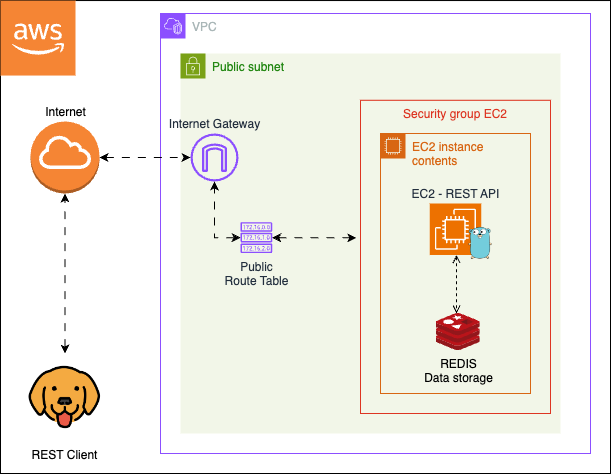 aws
VPC
Public subnet
Internet
Internet Gateway
Security group EC2
EC2 instance
contents
EC2 - REST API
172.16.0.0
172.16.1.0
172.16.2.0
Public
Route Table
REDIS
Data storage
REST Client